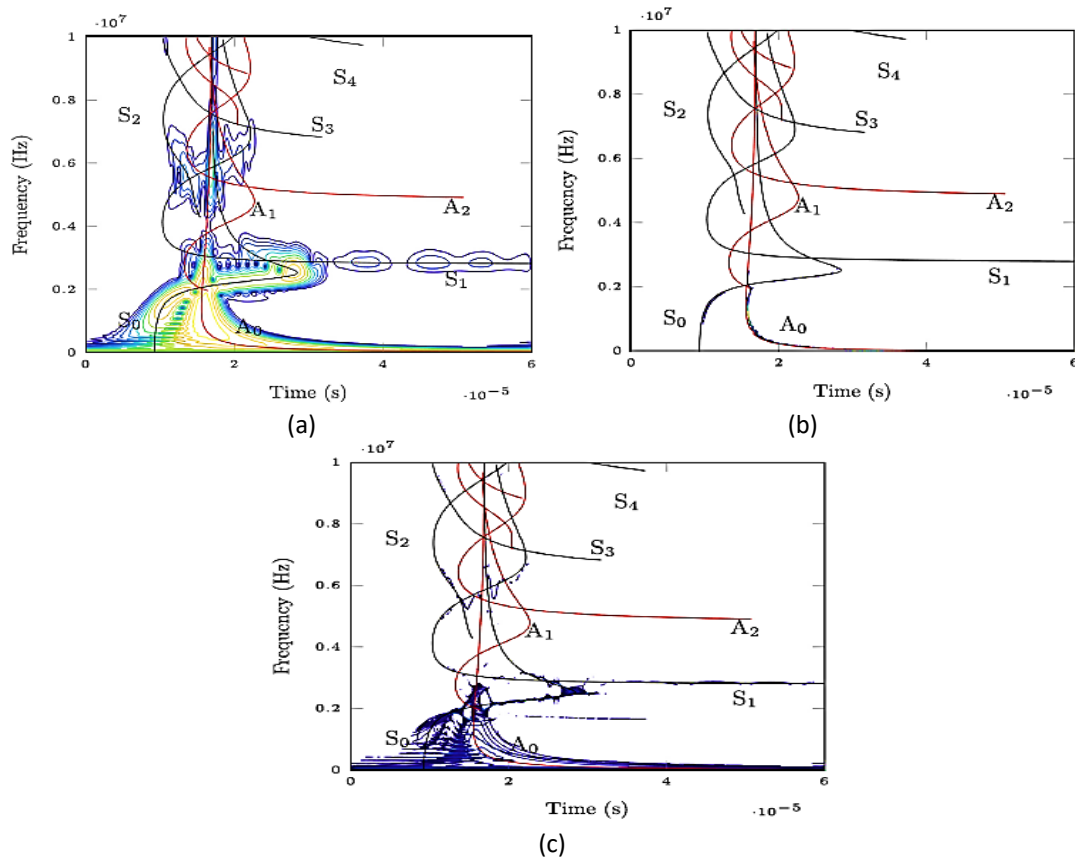 ·10⁷
1
0.8
0.6
0.4
0.2
0
Frequency (Hz)
S₄
S₂
S₃
A₁
A₂
S₁
S₀
A₀
0
2
4
6
Time (s)
·10⁻⁵
(a)
·10⁷
1
0.8
0.6
0.4
0.2
0
Frequency (Hz)
S₄
S₂
S₃
A₁
A₂
S₁
S₀
A₀
0
2
4
6
Time (s)
·10⁻⁵
(b)
·10⁷
1
0.8
0.6
0.4
0.2
0
Frequency (Hz)
S₄
S₂
S₃
A₁
A₂
S₁
S₀
A₀
0
2
4
6
Time (s)
·10⁻⁵
(c)